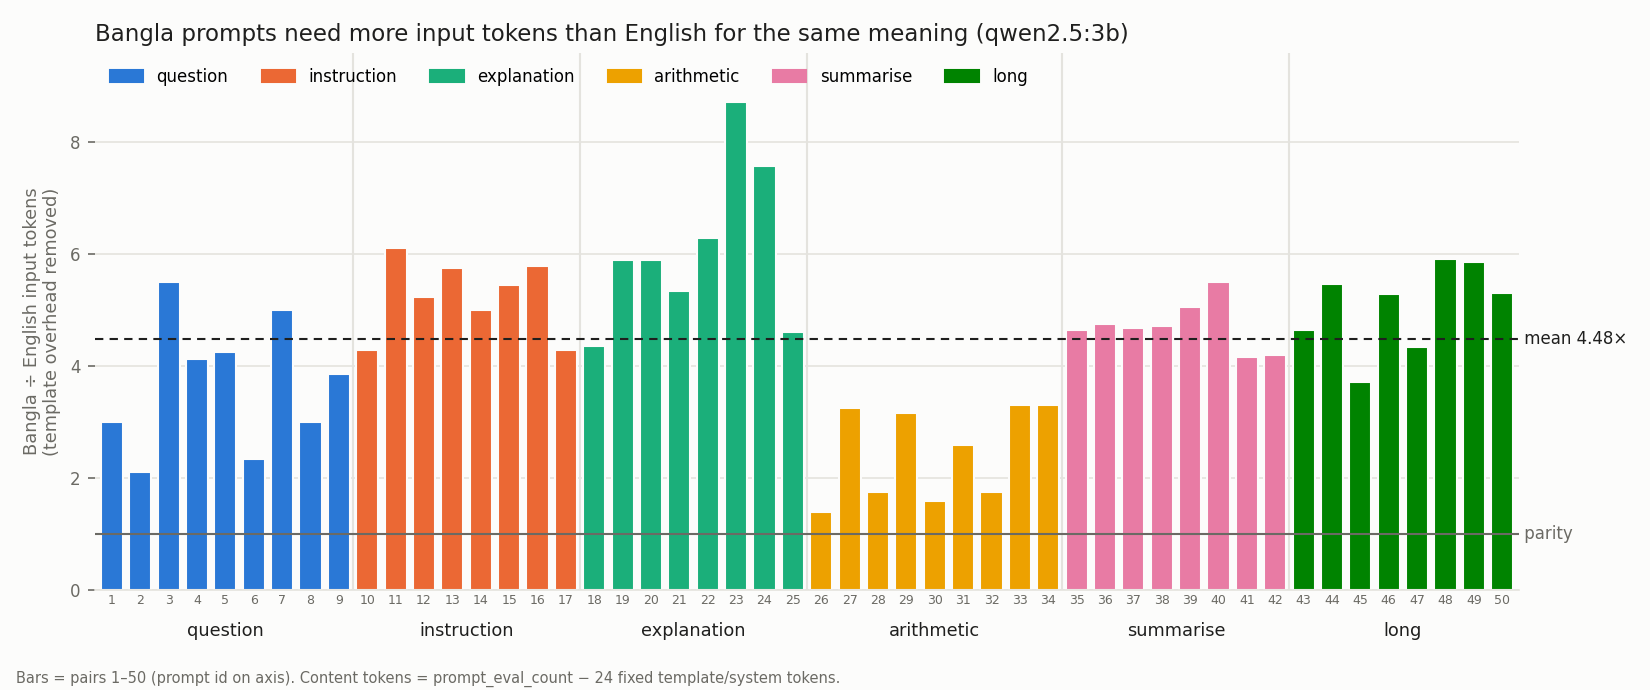 Bangla prompts need more input tokens than English for the same meaning (qwen2.5:3b)
question instruction explanation arithmetic summarise long
Bangla ÷ English input tokens
(template overhead removed)
8
6
4
2
0
mean 4.48×
parity
1 2 3 4 5 6 7 8 9 10 11 12 13 14 15 16 17 18 19 20 21 22 23 24 25 26 27 28 29 30 31 32 33 34 35 36 37 38 39 40 41 42 43 44 45 46 47 48 49 50
question instruction explanation arithmetic summarise long
Bars = pairs 1–50 (prompt id on axis). Content tokens = prompt_eval_count − 24 fixed template/system tokens.